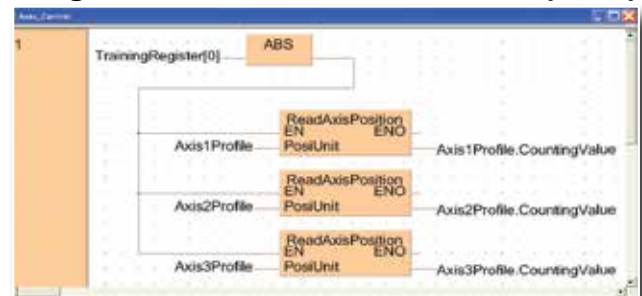 Axis_Control
1
ABS
TrainingRegister[0]
ReadAxisPosition
EN ENO
Axis1Profile PosiUnit Axis1Profile.CountingValue
ReadAxisPosition
EN ENO
Axis2Profile PosiUnit Axis2Profile.CountingValue
ReadAxisPosition
EN ENO
Axis3Profile PosiUnit Axis3Profile.CountingValue